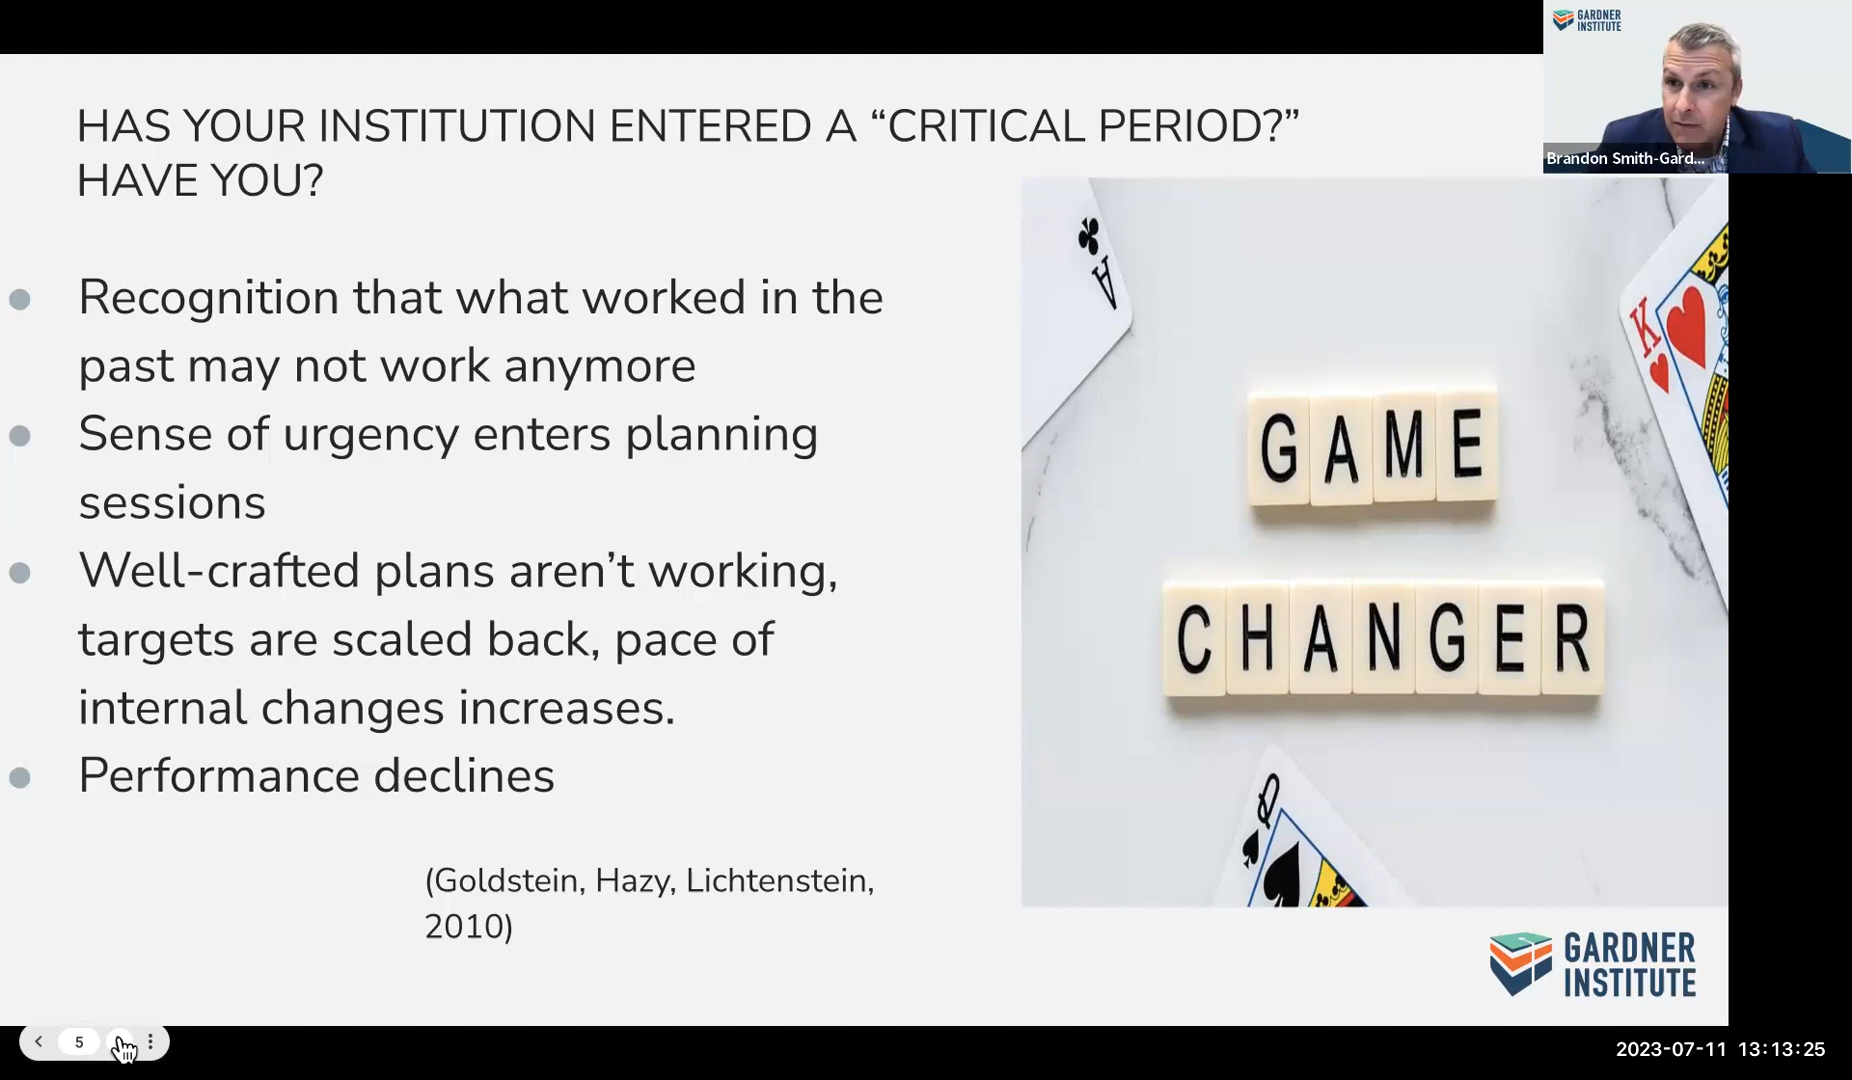 GARDNER
INSTITUTE
Brandon Smith-Gard...
HAS YOUR INSTITUTION ENTERED A “CRITICAL PERIOD?”
HAVE YOU?
Recognition that what worked in the
past may not work anymore
Sense of urgency enters planning
sessions
Well-crafted plans aren’t working,
targets are scaled back, pace of
internal changes increases.
Performance declines
(Goldstein, Hazy, Lichtenstein,
2010)
A
K
GAME
CHANGER
Q
GARDNER
INSTITUTE
5
2023-07-11 13:13:25